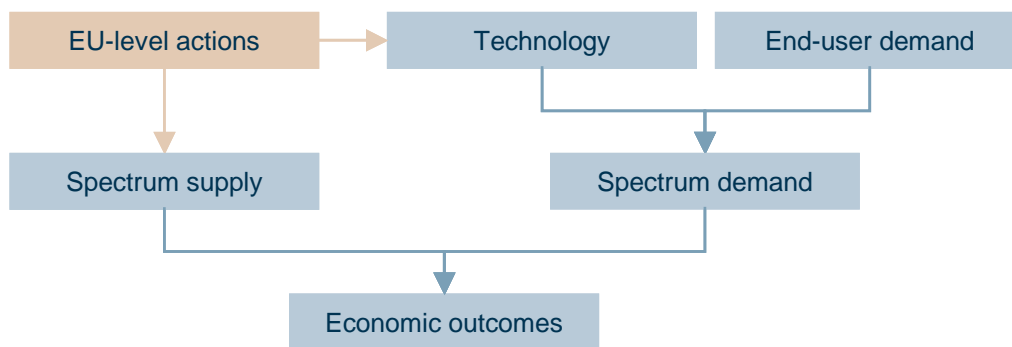 EU-level actions
Technology
End-user demand
Spectrum supply
Spectrum demand
Economic outcomes